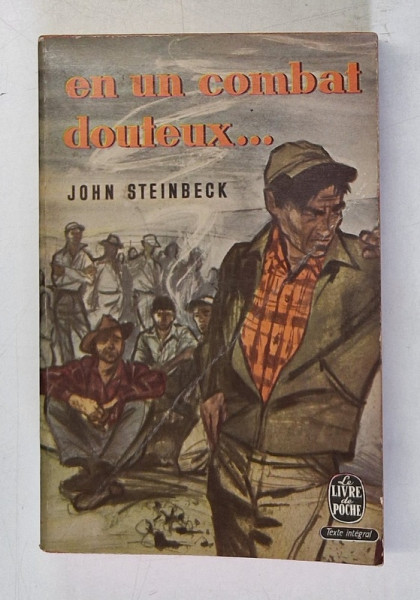 en un combat
douteux...
JOHN STEINBECK
Le
LIVRE
de
POCHE
Texte intégral